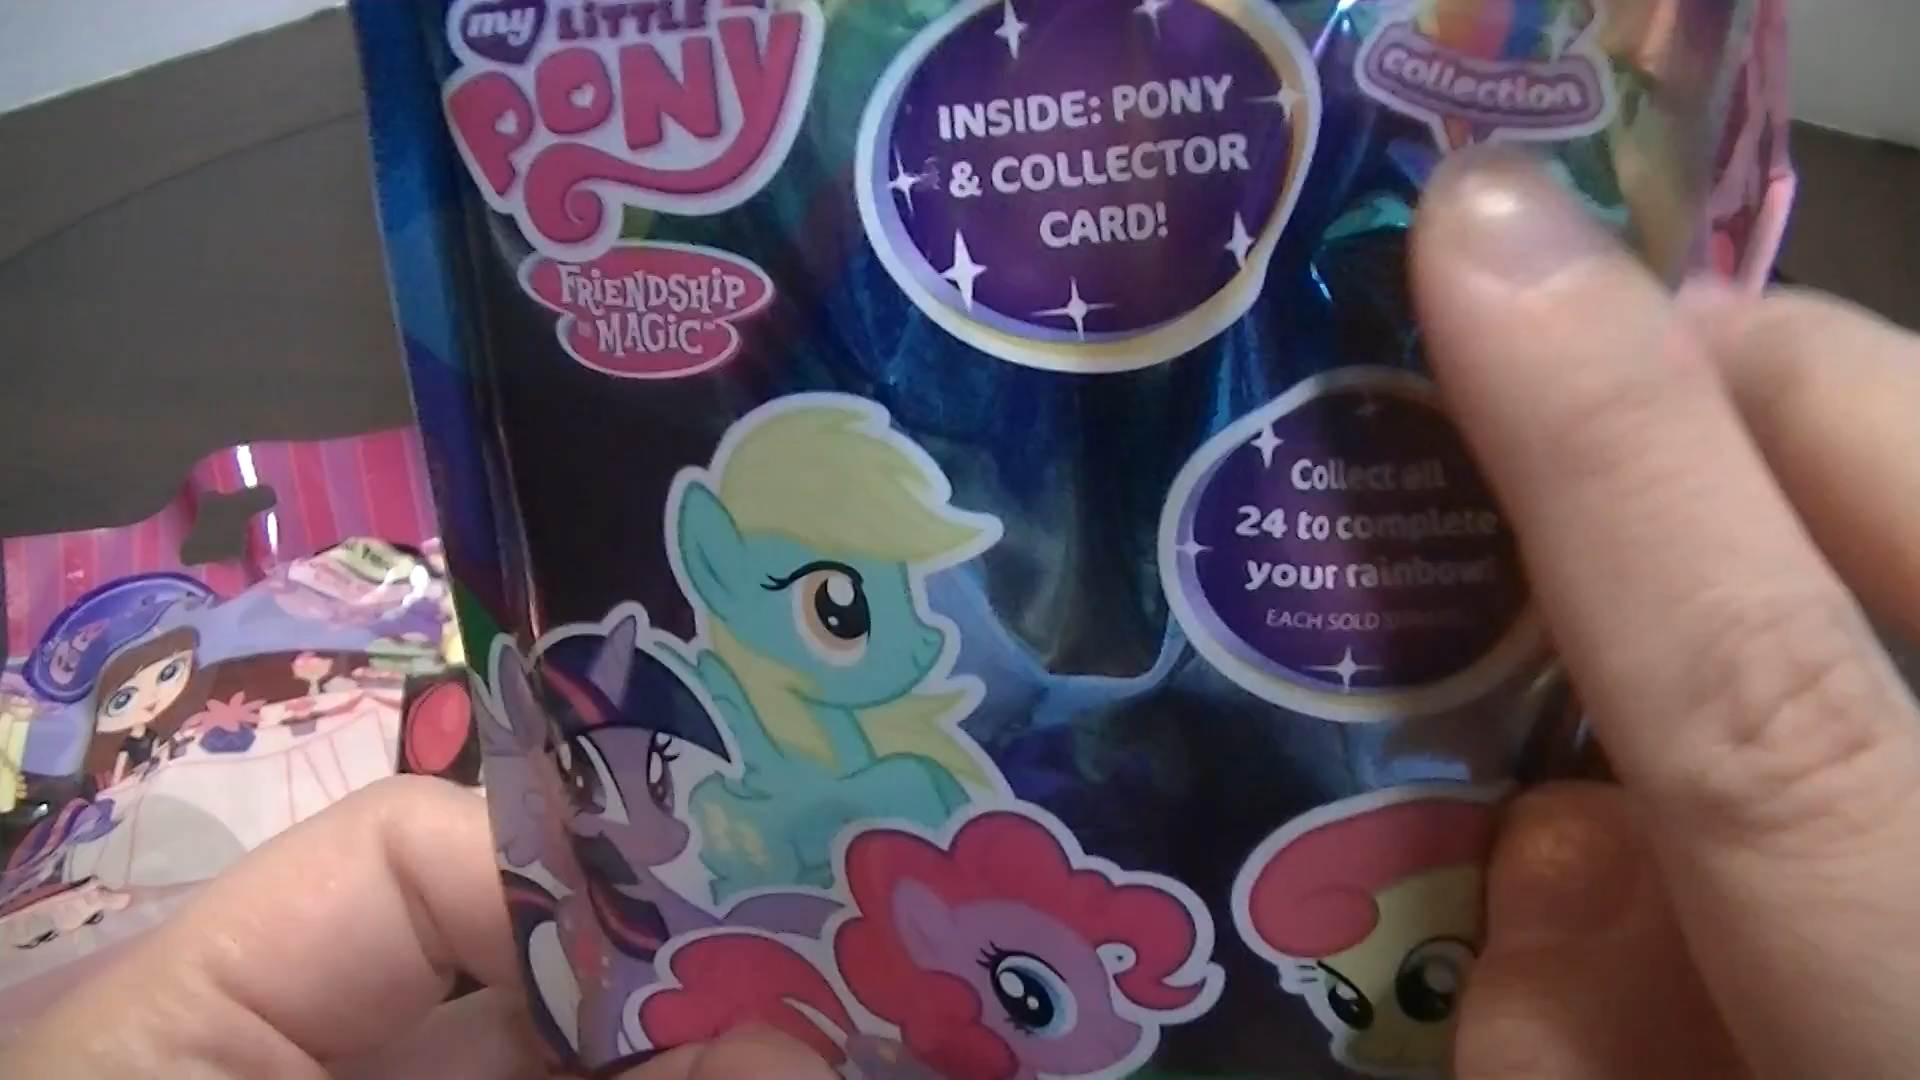 my LiTTLE
PONY
FRiENDSHiP
is MAGiC
INSIDE: PONY
& COLLECTOR
CARD!
collection
Collect all
24 to complete
your rainbow!
EACH SOLD